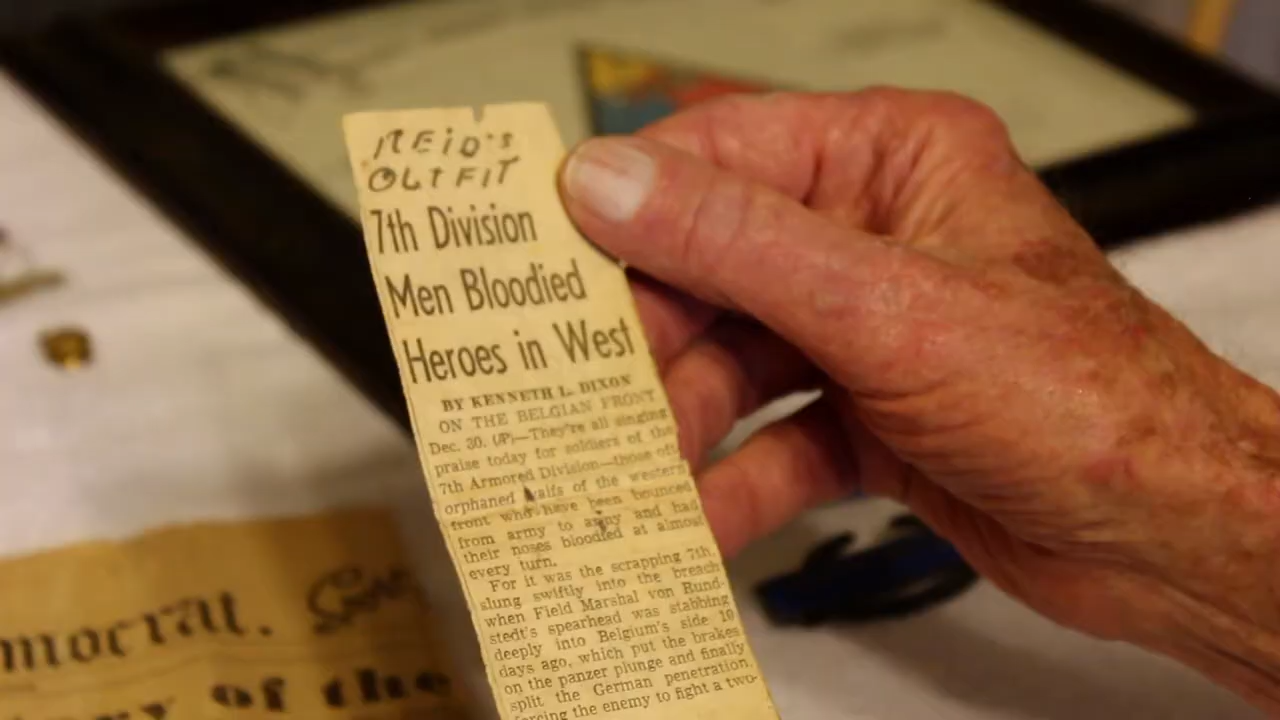 REID'S
OUTFIT
7th Division
Men Bloodied
Heroes in West
BY KENNETH L. DIXON
ON THE BELGIAN FRONT,
Dec. 30. (AP)—They're all singing
praise today for soldiers of the
7th Armored Division—those oft-
orphaned waifs of the western
front who have been bounced
from army to army and had
their noses bloodied at almost
every turn.
For it was the scrapping 7th,
slung swiftly into the breach
when Field Marshal von Rund-
stedt's spearhead was stabbing
deeply into Belgium's side 10
days ago, which put the brakes
on the panzer plunge and finally
split the German penetration,
forcing the enemy to fight a two-
mocrat.
of the